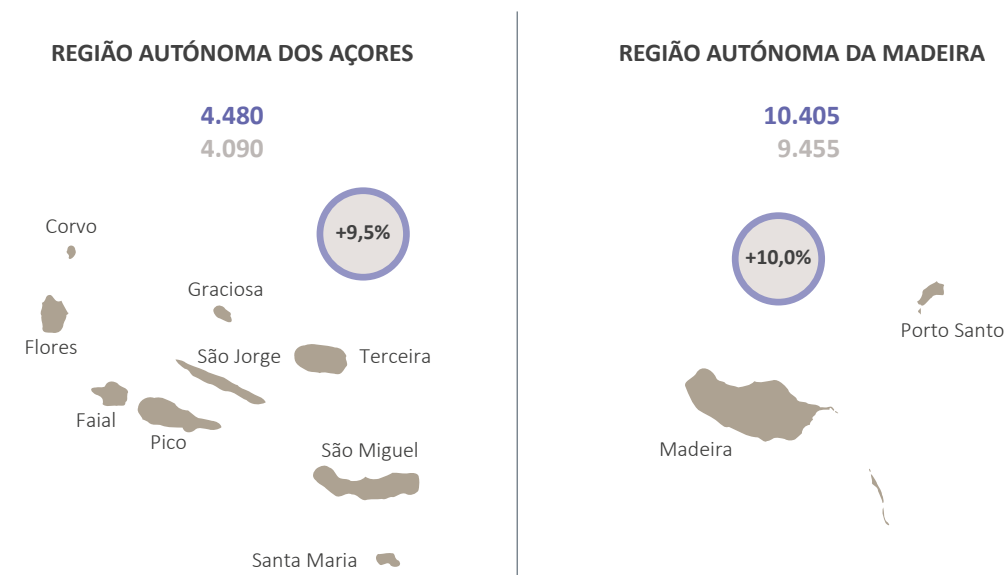 REGIÃO AUTÓNOMA DOS AÇORES
4.480
4.090
+9,5%
Corvo
Graciosa
Flores
São Jorge
Terceira
Faial
Pico
São Miguel
Santa Maria
REGIÃO AUTÓNOMA DA MADEIRA
10.405
9.455
+10,0%
Porto Santo
Madeira